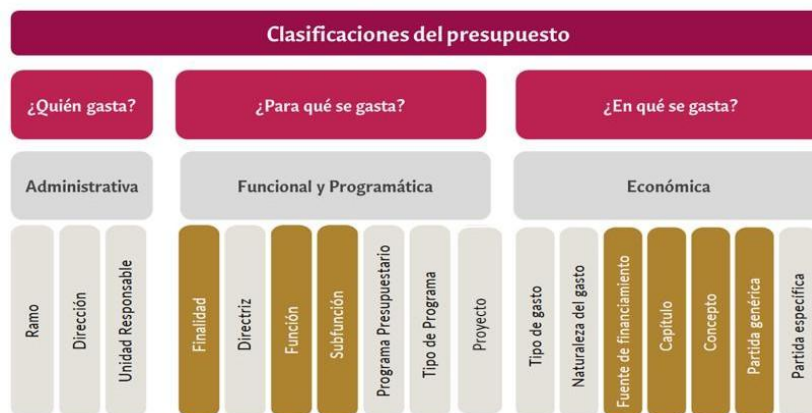 Clasificaciones del presupuesto
¿Quién gasta?
¿Para qué se gasta?
¿En qué se gasta?
Administrativa
Funcional y Programática
Económica
Ramo
Dirección
Unidad Responsable
Finalidad
Directriz
Función
Subfunción
Programa Presupuestario
Tipo de Programa
Proyecto
Tipo de gasto
Naturaleza del gasto
Fuente de financiamiento
Capítulo
Concepto
Partida genérica
Partida específica